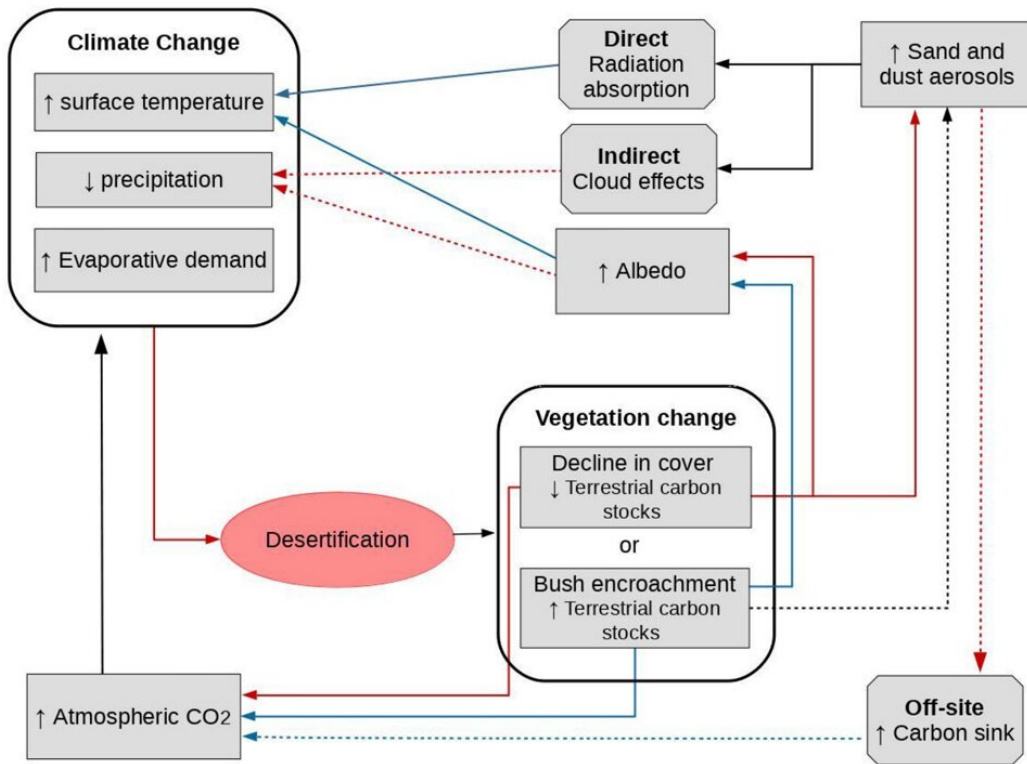 Climate Change
↑ surface temperature
↓ precipitation
↑ Evaporative demand
Direct
Radiation
absorption
Indirect
Cloud effects
↑ Albedo
↑ Sand and
dust aerosols
Vegetation change
Decline in cover
↓ Terrestrial carbon
stocks
or
Bush encroachment
↑ Terrestrial carbon
stocks
Desertification
↑ Atmospheric CO2
Off-site
↑ Carbon sink